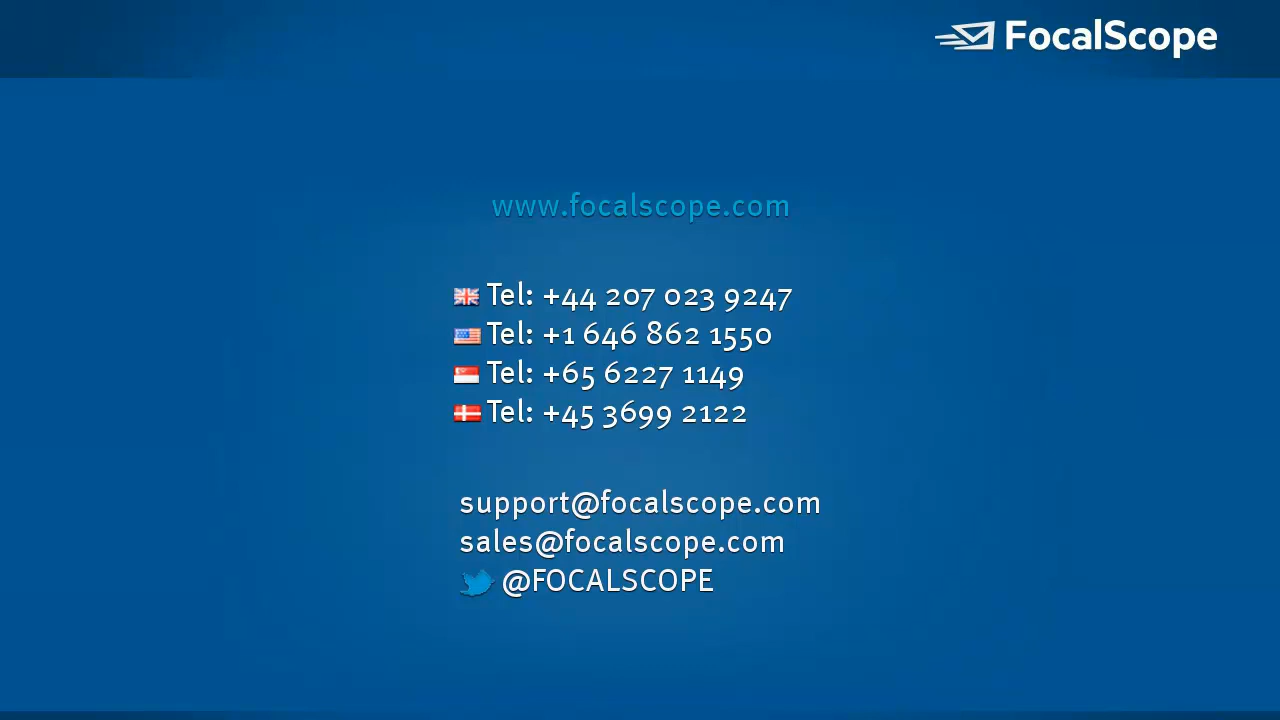 FocalScope
www.focalscope.com
Tel: +44 207 023 9247
Tel: +1 646 862 1550
Tel: +65 6227 1149
Tel: +45 3699 2122
support@focalscope.com
sales@focalscope.com
@FOCALSCOPE